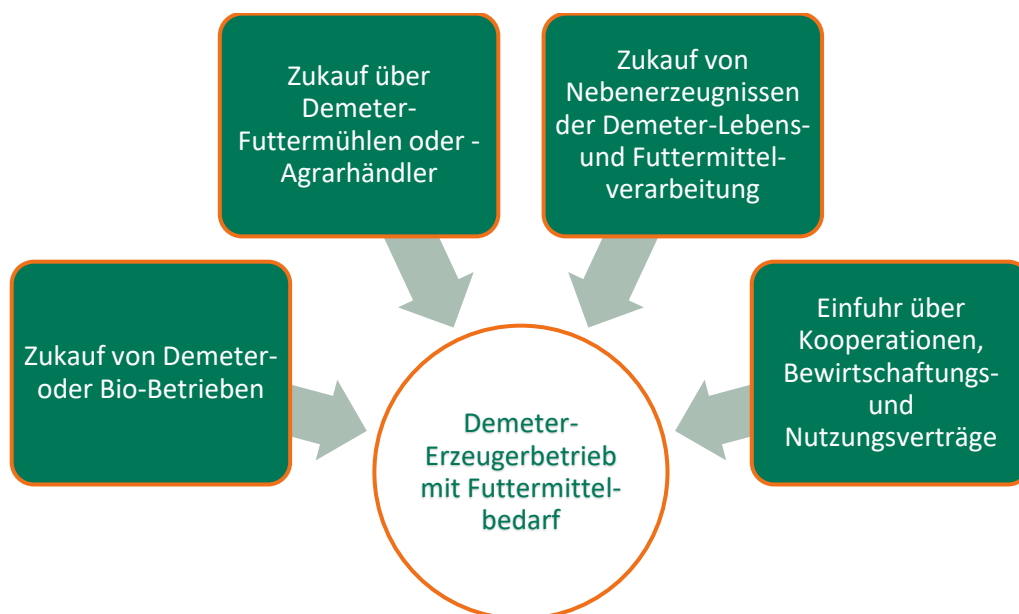 Zukauf über
Demeter-
Futtermühlen oder -
Agrarhändler
Zukauf von
Nebenerzeugnissen
der Demeter-Lebens-
und Futtermittel-
verarbeitung
Zukauf von Demeter-
oder Bio-Betrieben
Einfuhr über
Kooperationen,
Bewirtschaftungs-
und
Nutzungsverträge
Demeter-
Erzeugerbetrieb
mit Futtermittel-
bedarf